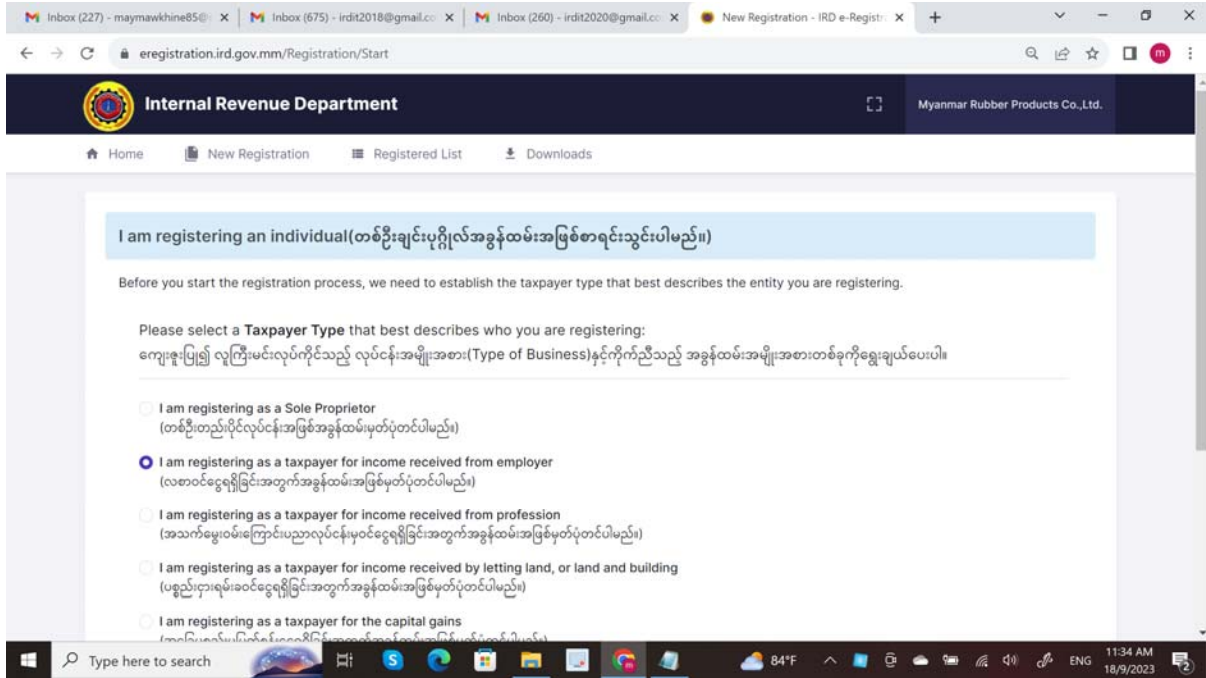 Inbox (227) - maymawkhine85@
Inbox (675) - irdit2018@gmail.co
Inbox (260) - irdit2020@gmail.co
New Registration - IRD e-Registr
eregistration.ird.gov.mm/Registration/Start
m
Internal Revenue Department
Myanmar Rubber Products Co.,Ltd.
Home New Registration Registered List Downloads
I am registering an individual(တစ်ဦးချင်းပုဂ္ဂိုလ်အခွန်ထမ်းအဖြစ်စာရင်းသွင်းပါမည်။)
Before you start the registration process, we need to establish the taxpayer type that best describes the entity you are registering.
Please select a Taxpayer Type that best describes who you are registering:
ကျေးဇူးပြု၍ လူကြီးမင်းလုပ်ကိုင်သည့် လုပ်ငန်းအမျိုးအစား(Type of Business)နှင့်ကိုက်ညီသည့် အခွန်ထမ်းအမျိုးအစားတစ်ခုကိုရွေးချယ်ပေးပါ။
I am registering as a Sole Proprietor
(တစ်ဦးတည်းပိုင်လုပ်ငန်းအဖြစ်အခွန်ထမ်းမှတ်ပုံတင်ပါမည်။)
I am registering as a taxpayer for income received from employer
(လစာဝင်ငွေရရှိခြင်းအတွက်အခွန်ထမ်းအဖြစ်မှတ်ပုံတင်ပါမည်။)
I am registering as a taxpayer for income received from profession
(အသက်မွေးဝမ်းကြောင်းပညာလုပ်ငန်းမှဝင်ငွေရရှိခြင်းအတွက်အခွန်ထမ်းအဖြစ်မှတ်ပုံတင်ပါမည်။)
I am registering as a taxpayer for income received by letting land, or land and building
(ပစ္စည်းငှားရမ်းခဝင်ငွေရရှိခြင်းအတွက်အခွန်ထမ်းအဖြစ်မှတ်ပုံတင်ပါမည်။)
I am registering as a taxpayer for the capital gains
Type here to search
84°F
ENG
11:34 AM
18/9/2023
2